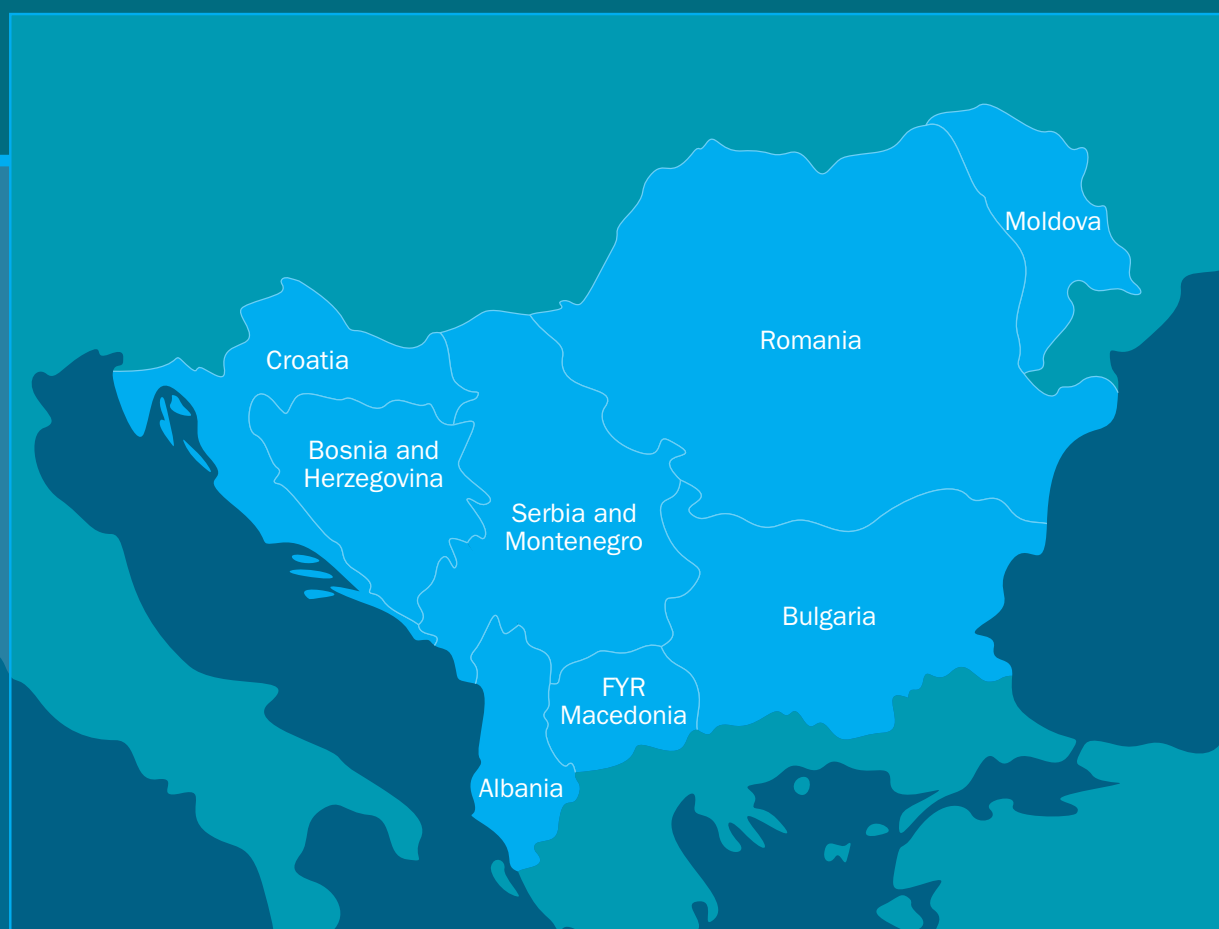 Moldova
Romania
Croatia
Bosnia and
Herzegovina
Serbia and
Montenegro
Bulgaria
FYR
Macedonia
Albania